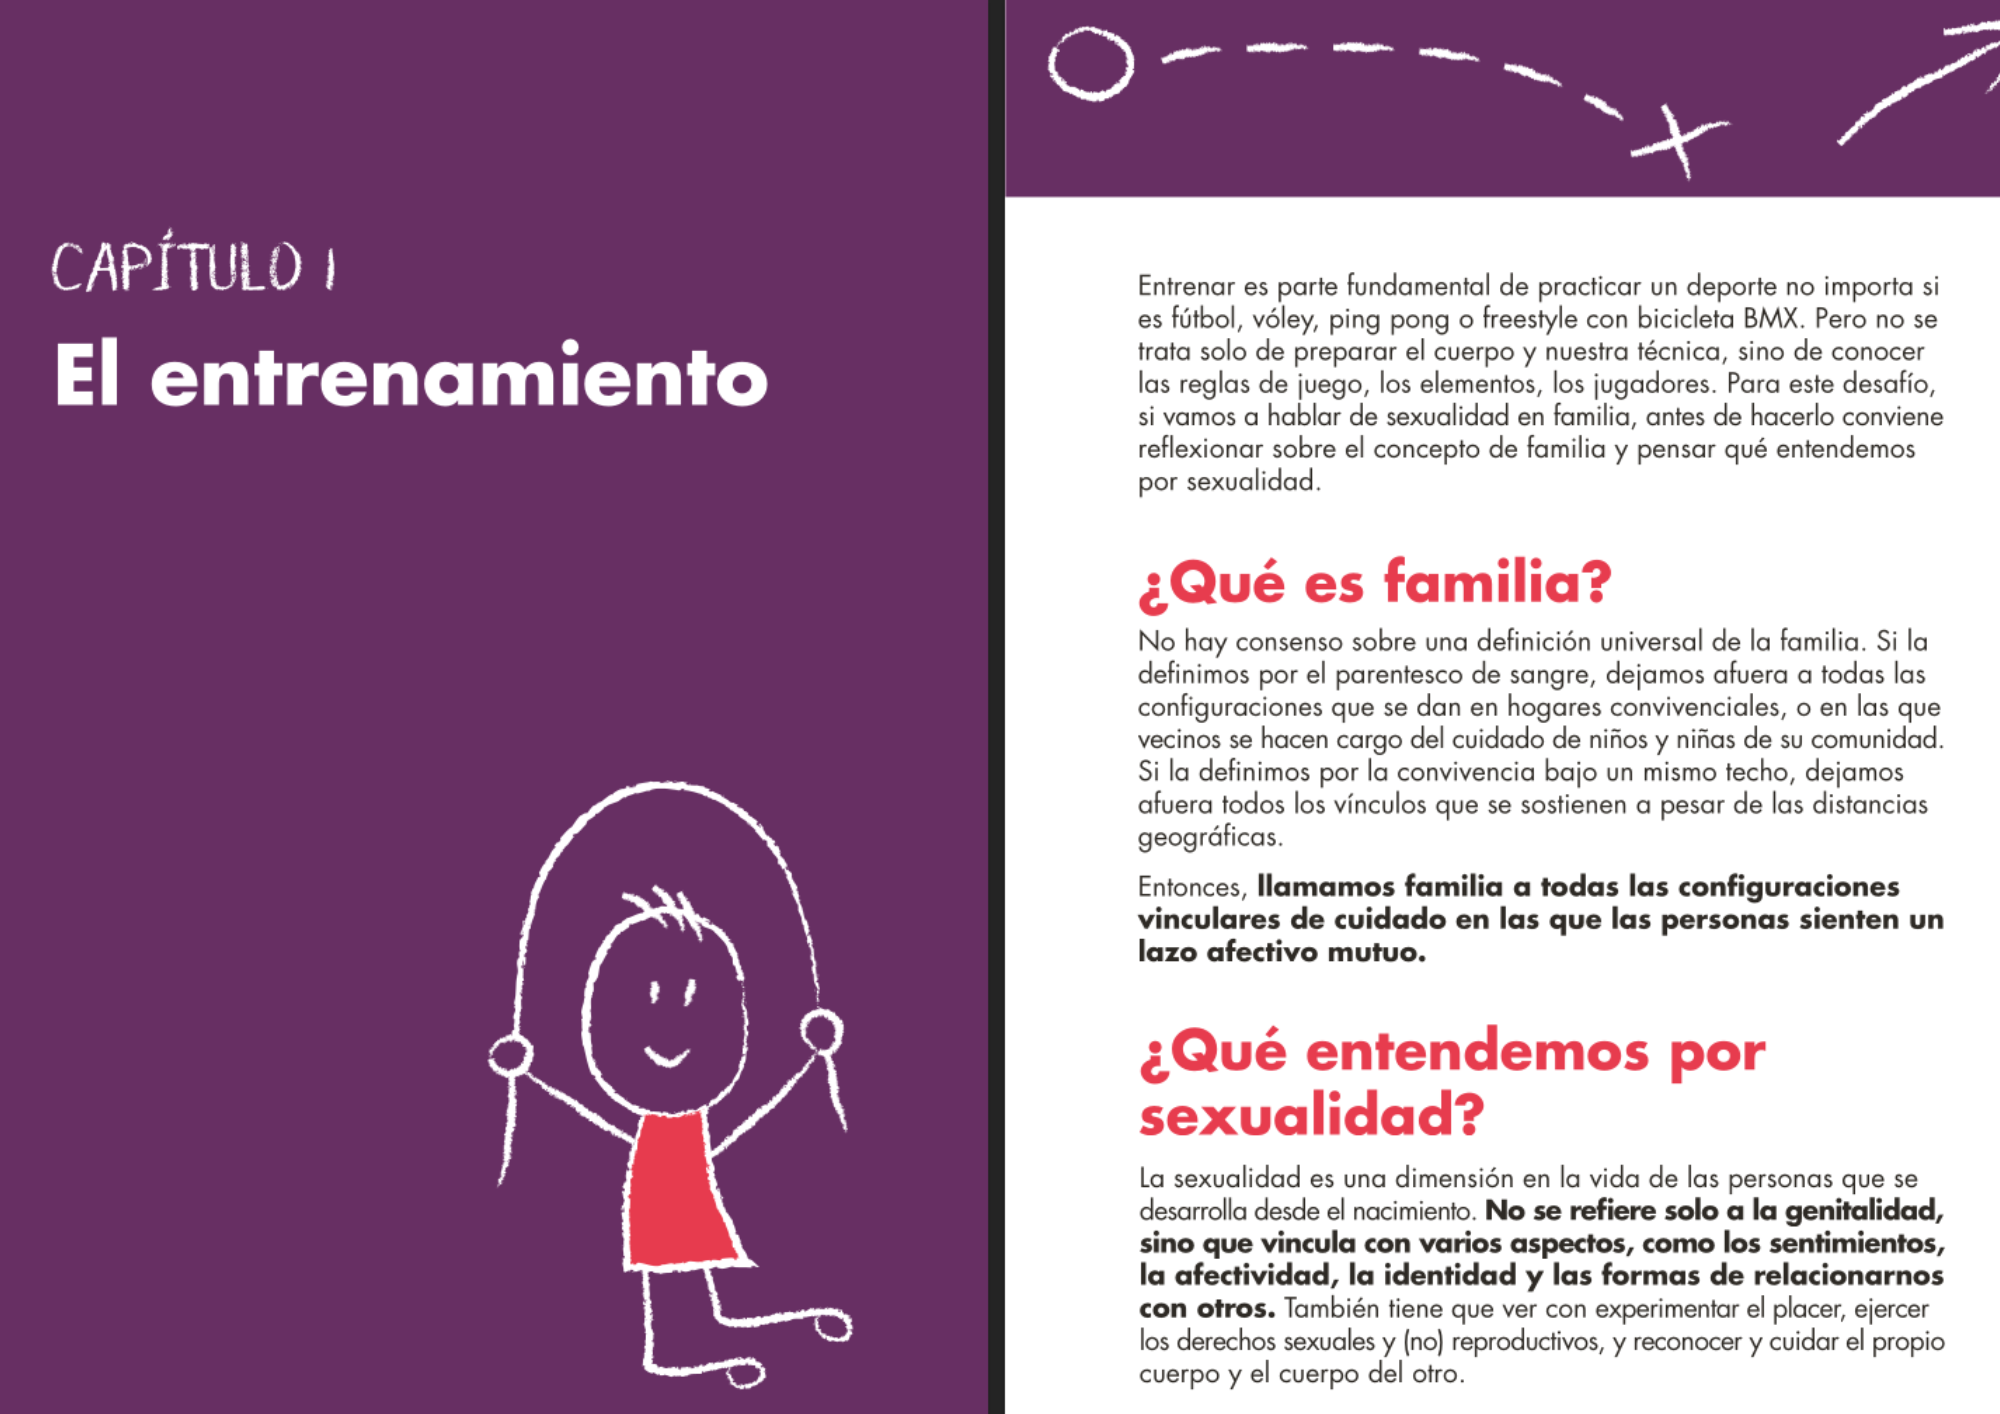 CAPÍTULO 1
El entrenamiento
Entrenar es parte fundamental de practicar un deporte no importa si
es fútbol, vóley, ping pong o freestyle con bicicleta BMX. Pero no se
trata solo de preparar el cuerpo y nuestra técnica, sino de conocer
las reglas de juego, los elementos, los jugadores. Para este desafío,
si vamos a hablar de sexualidad en familia, antes de hacerlo conviene
reflexionar sobre el concepto de familia y pensar qué entendemos
por sexualidad.
¿Qué es familia?
No hay consenso sobre una definición universal de la familia. Si la
definimos por el parentesco de sangre, dejamos afuera a todas las
configuraciones que se dan en hogares convivenciales, o en las que
vecinos se hacen cargo del cuidado de niños y niñas de su comunidad.
Si la definimos por la convivencia bajo un mismo techo, dejamos
afuera todos los vínculos que se sostienen a pesar de las distancias
geográficas.
Entonces, llamamos familia a todas las configuraciones
vinculares de cuidado en las que las personas sienten un
lazo afectivo mutuo.
¿Qué entendemos por
sexualidad?
La sexualidad es una dimensión en la vida de las personas que se
desarrolla desde el nacimiento. No se refiere solo a la genitalidad,
sino que vincula con varios aspectos, como los sentimientos,
la afectividad, la identidad y las formas de relacionarnos
con otros. También tiene que ver con experimentar el placer, ejercer
los derechos sexuales y (no) reproductivos, y reconocer y cuidar el propio
cuerpo y el cuerpo del otro.